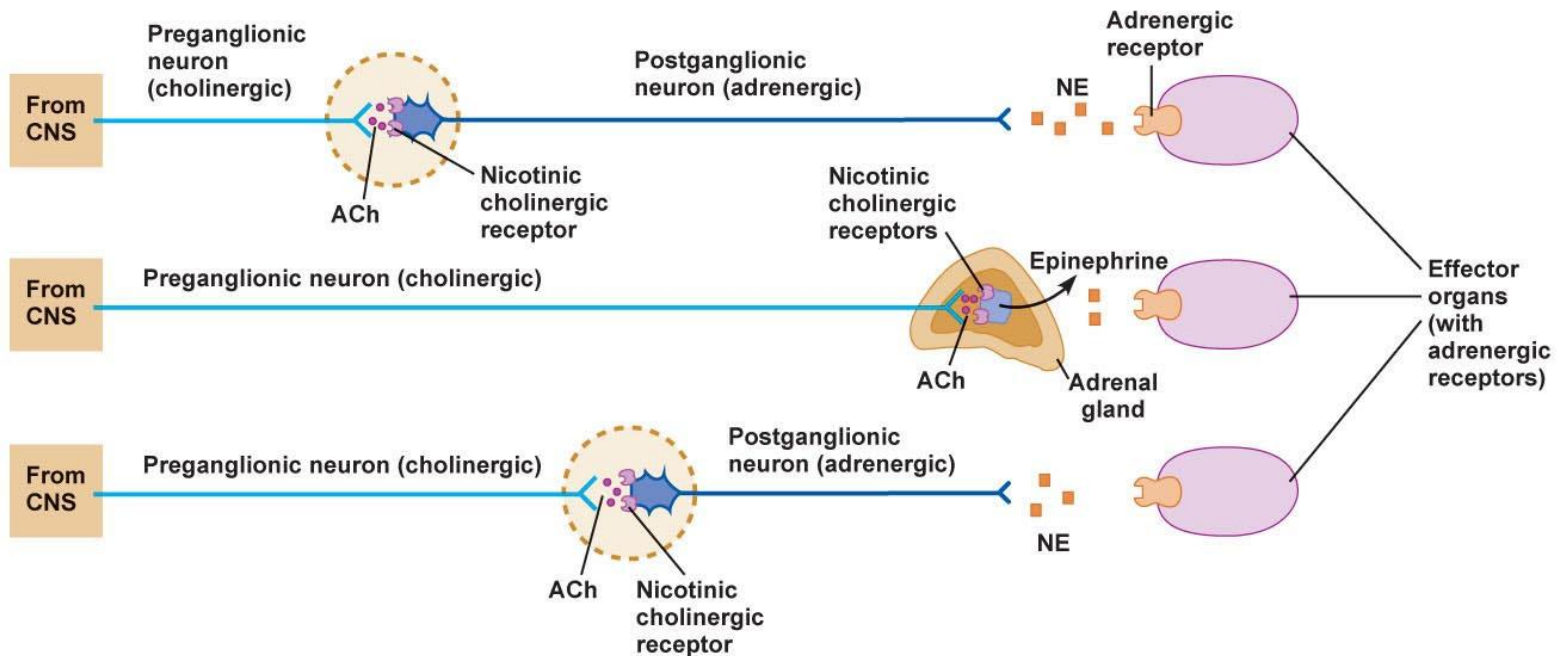 Preganglionic
neuron
(cholinergic)
From
CNS
ACh
Nicotinic
cholinergic
receptor
Postganglionic
neuron (adrenergic)
NE
Adrenergic
receptor
From
CNS
Preganglionic neuron (cholinergic)
Nicotinic
cholinergic
receptors
ACh
Epinephrine
Adrenal
gland
Effector
organs
(with
adrenergic
receptors)
From
CNS
Preganglionic neuron (cholinergic)
ACh
Nicotinic
cholinergic
receptor
Postganglionic
neuron (adrenergic)
NE